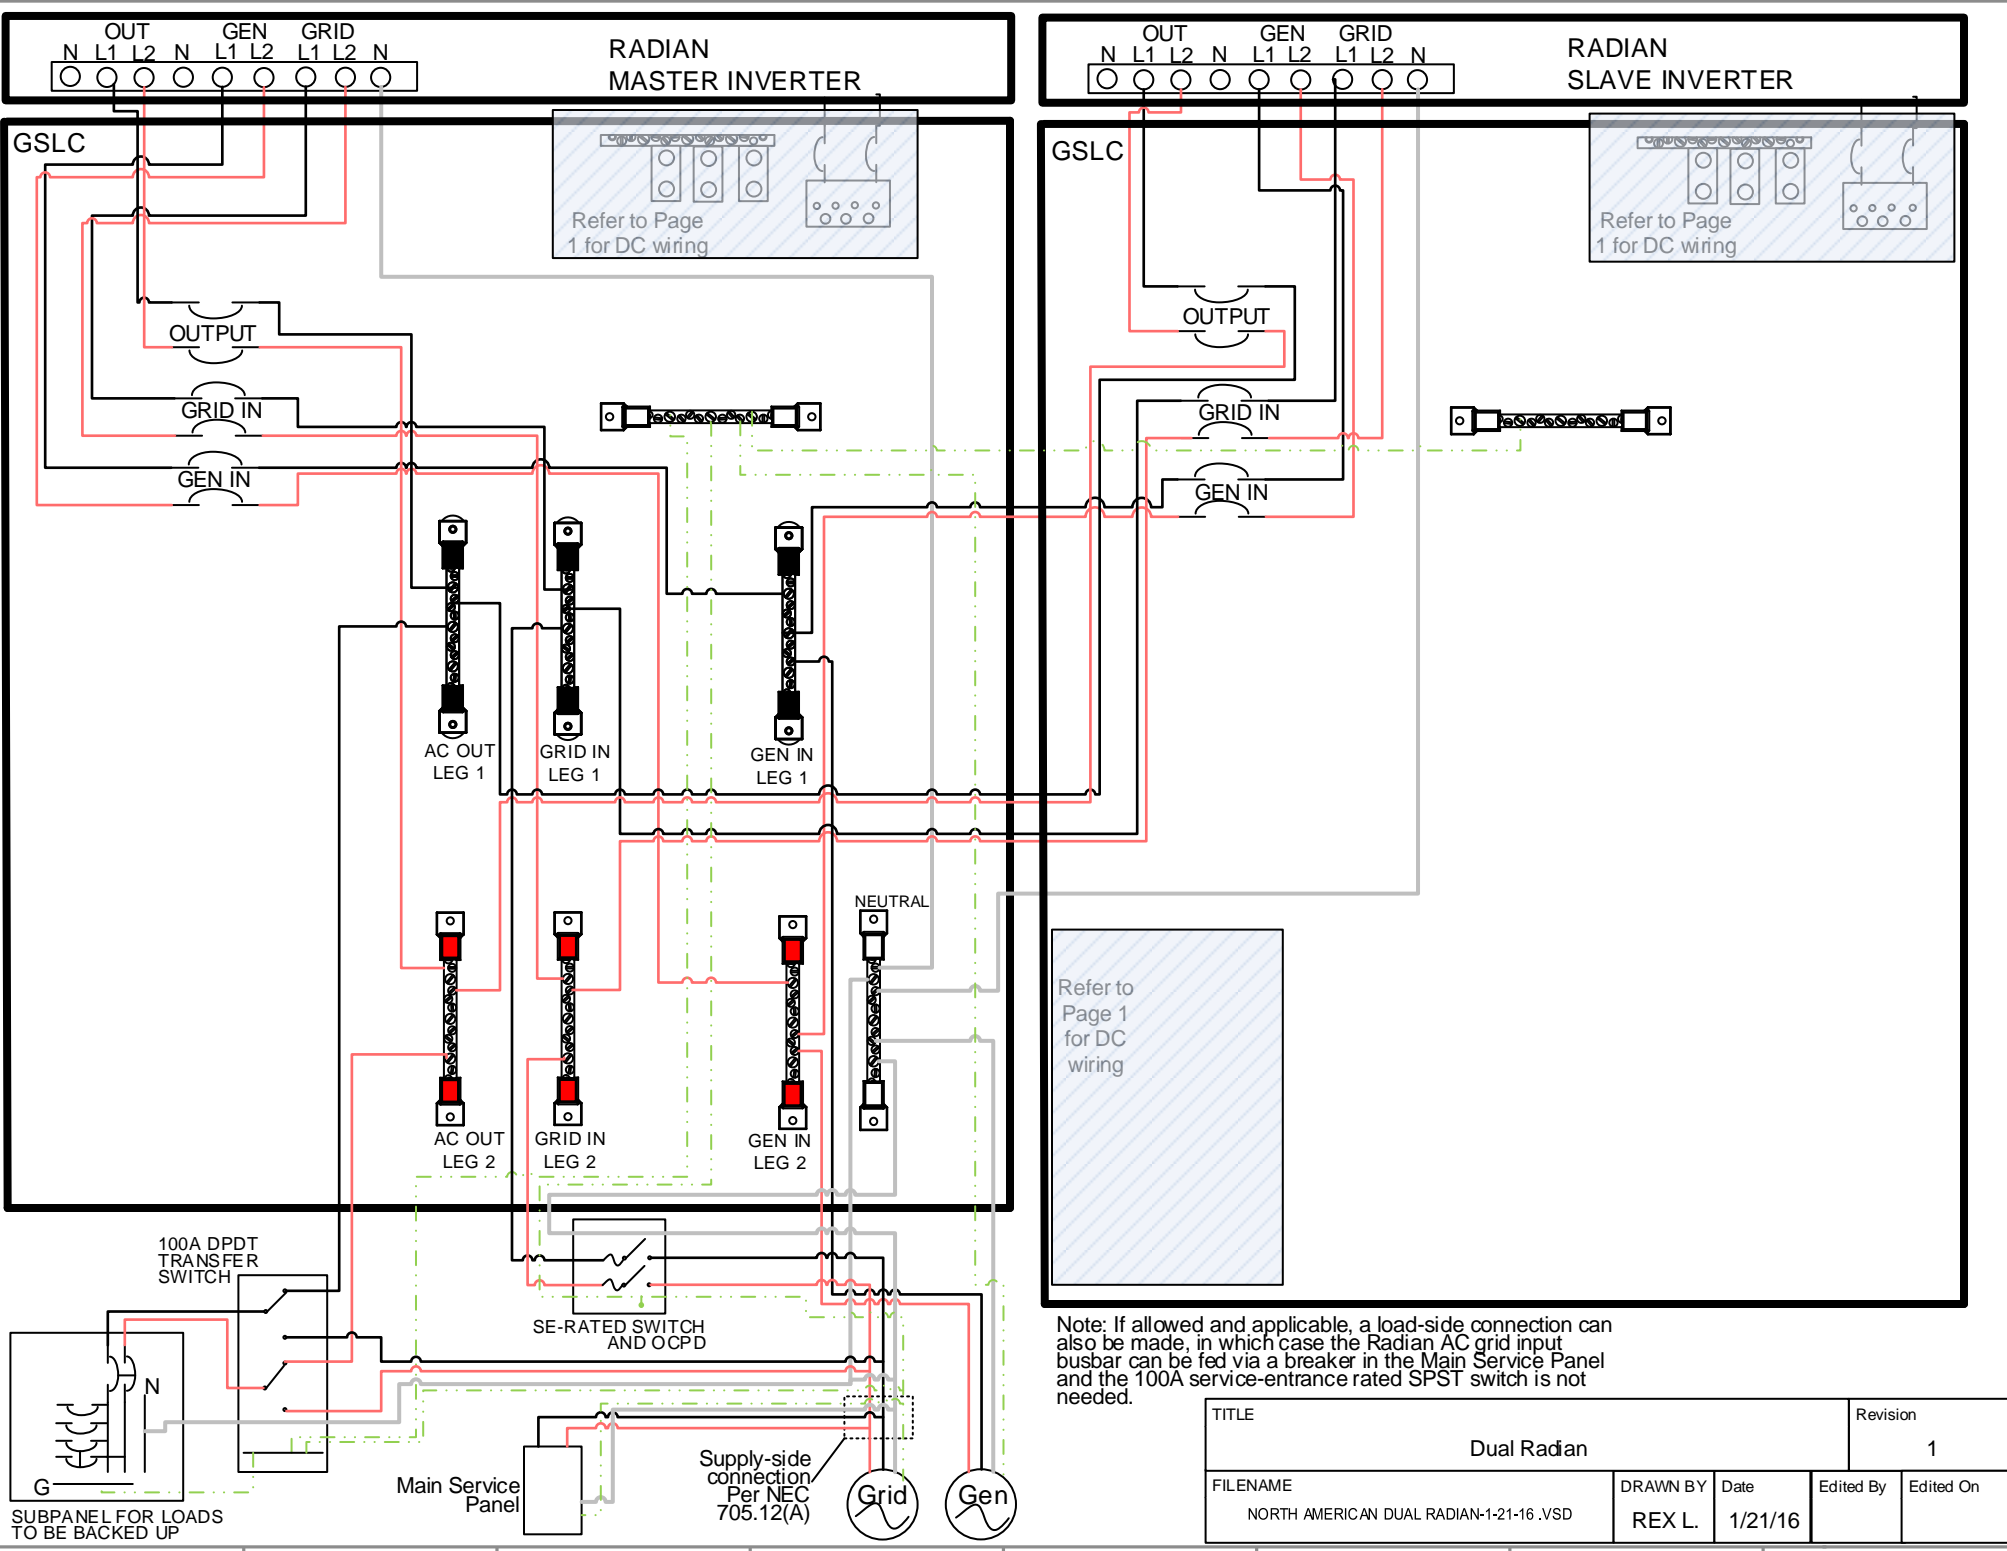 OUT GEN GRID
N L1 L2 N L1 L2 L1 L2 N
RADIAN
MASTER INVERTER
OUT GEN GRID
N L1 L2 N L1 L2 L1 L2 N
RADIAN
SLAVE INVERTER
GSLC
Refer to Page
1 for DC wiring
OUTPUT
GRID IN
GEN IN
AC OUT
LEG 1
GRID IN
LEG 1
GEN IN
LEG 1
NEUTRAL
AC OUT
LEG 2
GRID IN
LEG 2
GEN IN
LEG 2
GSLC
Refer to Page
1 for DC wiring
OUTPUT
GRID IN
GEN IN
Refer to
Page 1
for DC
wiring
100A DPDT
TRANSFER
SWITCH
N
G
SUBPANEL FOR LOADS
TO BE BACKED UP
SE-RATED SWITCH
AND OCPD
Main Service
Panel
Supply-side
connection
Per NEC
705.12(A)
Grid
Gen
Note: If allowed and applicable, a load-side connection can
also be made, in which case the Radian AC grid input
busbar can be fed via a breaker in the Main Service Panel
and the 100A service-entrance rated SPST switch is not
needed.
TITLE
Dual Radian
Revision
1
FILENAME
NORTH AMERICAN DUAL RADIAN-1-21-16 .VSD
DRAWN BY
REX L.
Date
1/21/16
Edited By
Edited On